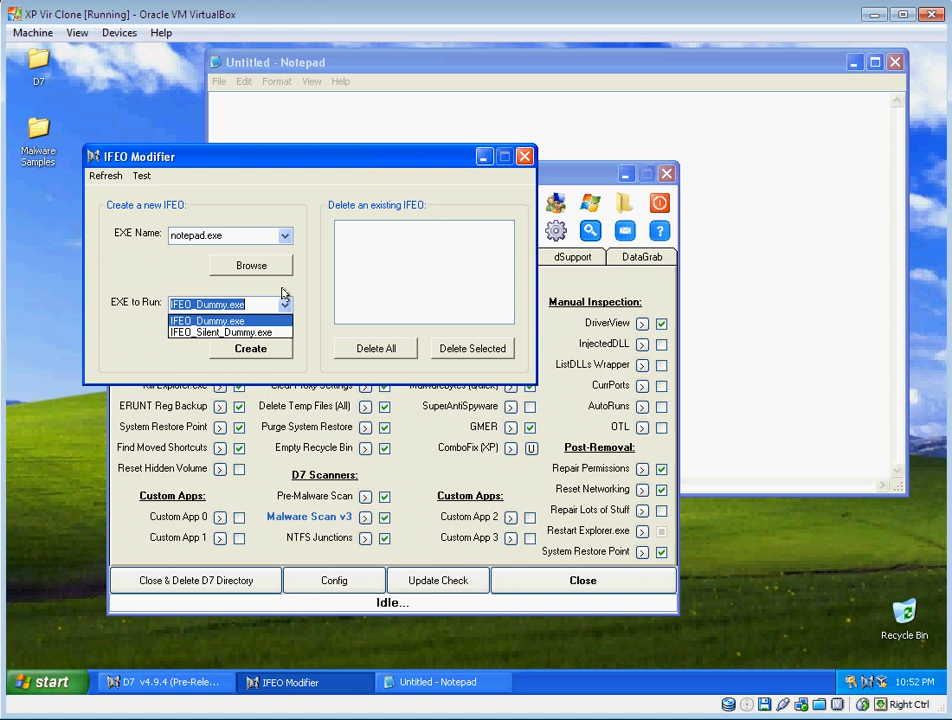 XP Vir Clone [Running] - Oracle VM VirtualBox
Machine View Devices Help
D7
Malware
Samples
Untitled - Notepad
File Edit Format View Help
IFEO Modifier
Refresh Test
Create a new IFEO:
EXE Name: notepad.exe
Browse
EXE to Run: IFEO_Dummy.exe
IFEO_Dummy.exe
IFEO_Silent_Dummy.exe
Create
Delete an existing IFEO:
Delete All Delete Selected
dSupport DataGrab
Manual Inspection:
DriverView >
InjectedDLL >
ListDLLs Wrapper >
CurrPorts >
AutoRuns >
OTL >
Post-Removal:
Repair Permissions >
Reset Networking >
Repair Lots of Stuff >
Restart Explorer.exe >
System Restore Point >
Kill Explorer.exe > Clear Proxy Settings > Malwarebytes (Quick) >
ERUNT Reg Backup > Delete Temp Files (All) > SuperAntiSpyware >
System Restore Point > Purge System Restore > GMER >
Find Moved Shortcuts > Empty Recycle Bin > ComboFix (XP) > U
Reset Hidden Volume >
D7 Scanners:
Custom Apps: Pre-Malware Scan > Custom Apps:
Custom App 0 > Malware Scan v3 > Custom App 2 >
Custom App 1 > NTFS Junctions > Custom App 3 >
Close & Delete D7 Directory Config Update Check Close
Idle...
Recycle Bin
start D7 v4.9.4 (Pre-Rele... IFEO Modifier Untitled - Notepad 10:52 PM
Right Ctrl